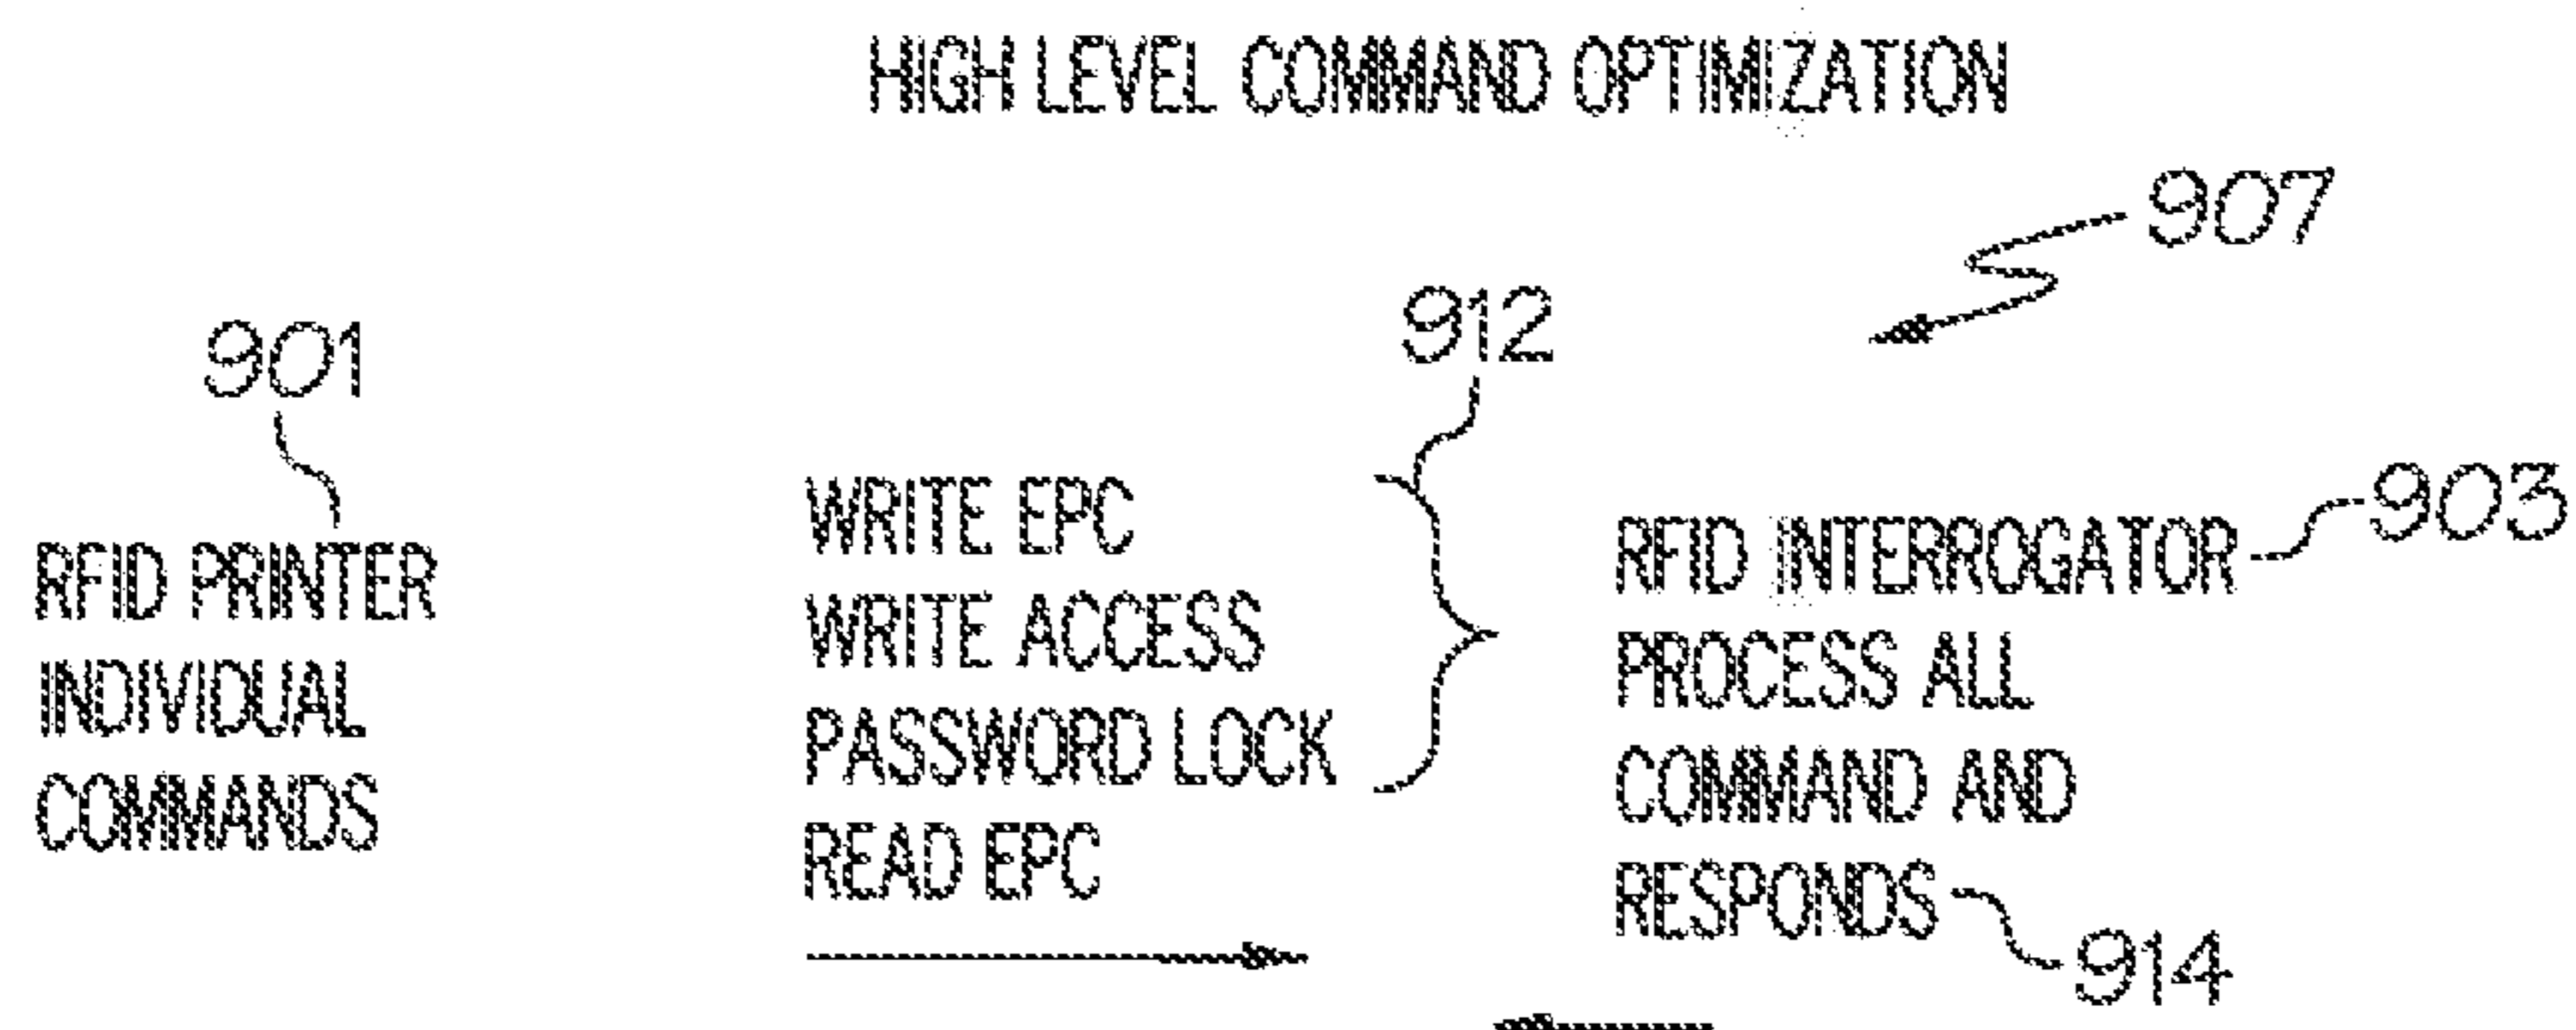 HIGH LEVEL COMMAND OPTIMIZATION
907
912
901
903
RFID PRINTER
INDIVIDUAL
COMMANDS
WRITE EPC
WRITE ACCESS
PASSWORD LOCK
READ EPC
RFID INTERROGATOR
PROCESS ALL
COMMAND AND
RESPONDS
914